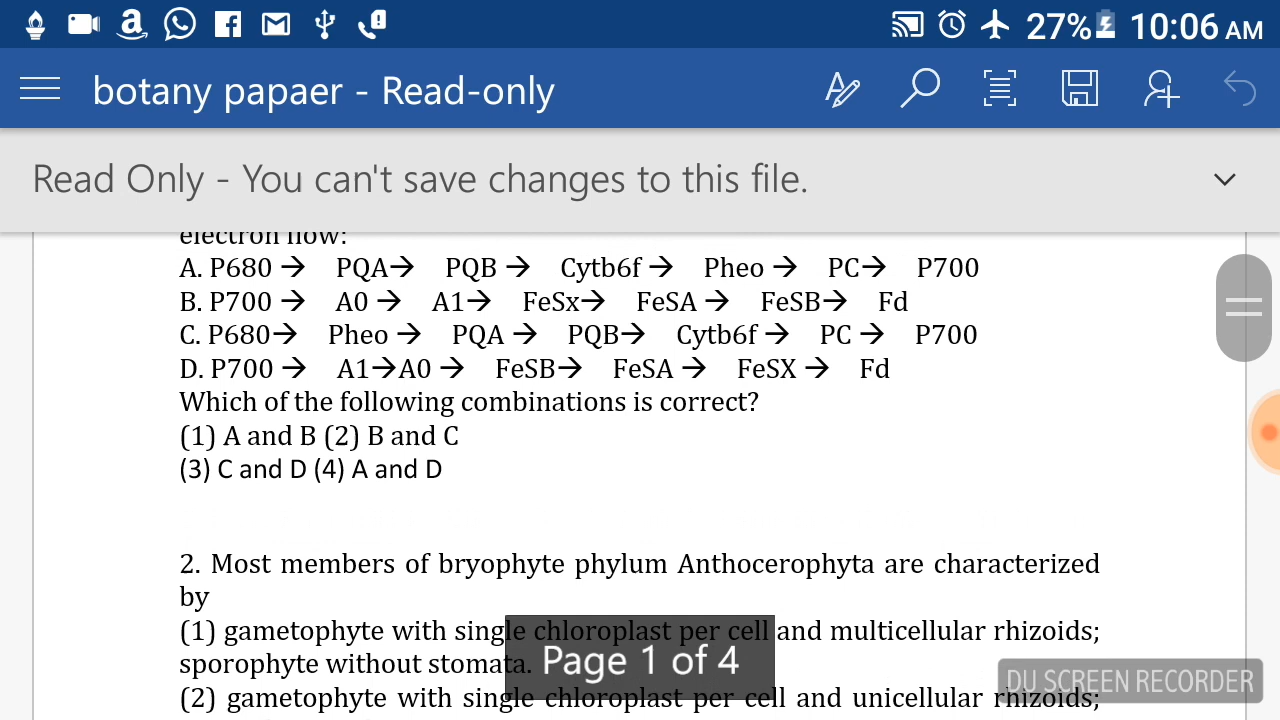 27% 10:06 AM
botany papaer - Read-only
Read Only - You can't save changes to this file.
electron flow:
A. P680 → PQA→ PQB → Cytb6f → Pheo → PC→ P700
B. P700 → A0 → A1→ FeSx→ FeSA → FeSB→ Fd
C. P680→ Pheo → PQA → PQB→ Cytb6f → PC → P700
D. P700 → A1→A0 → FeSB→ FeSA → FeSX → Fd
Which of the following combinations is correct?
(1) A and B (2) B and C
(3) C and D (4) A and D
2. Most members of bryophyte phylum Anthocerophyta are characterized
by
(1) gametophyte with single chloroplast per cell and multicellular rhizoids;
sporophyte without stomata.
Page 1 of 4
(2) gametophyte with single chloroplast per cell and unicellular rhizoids;
DU SCREEN RECORDER